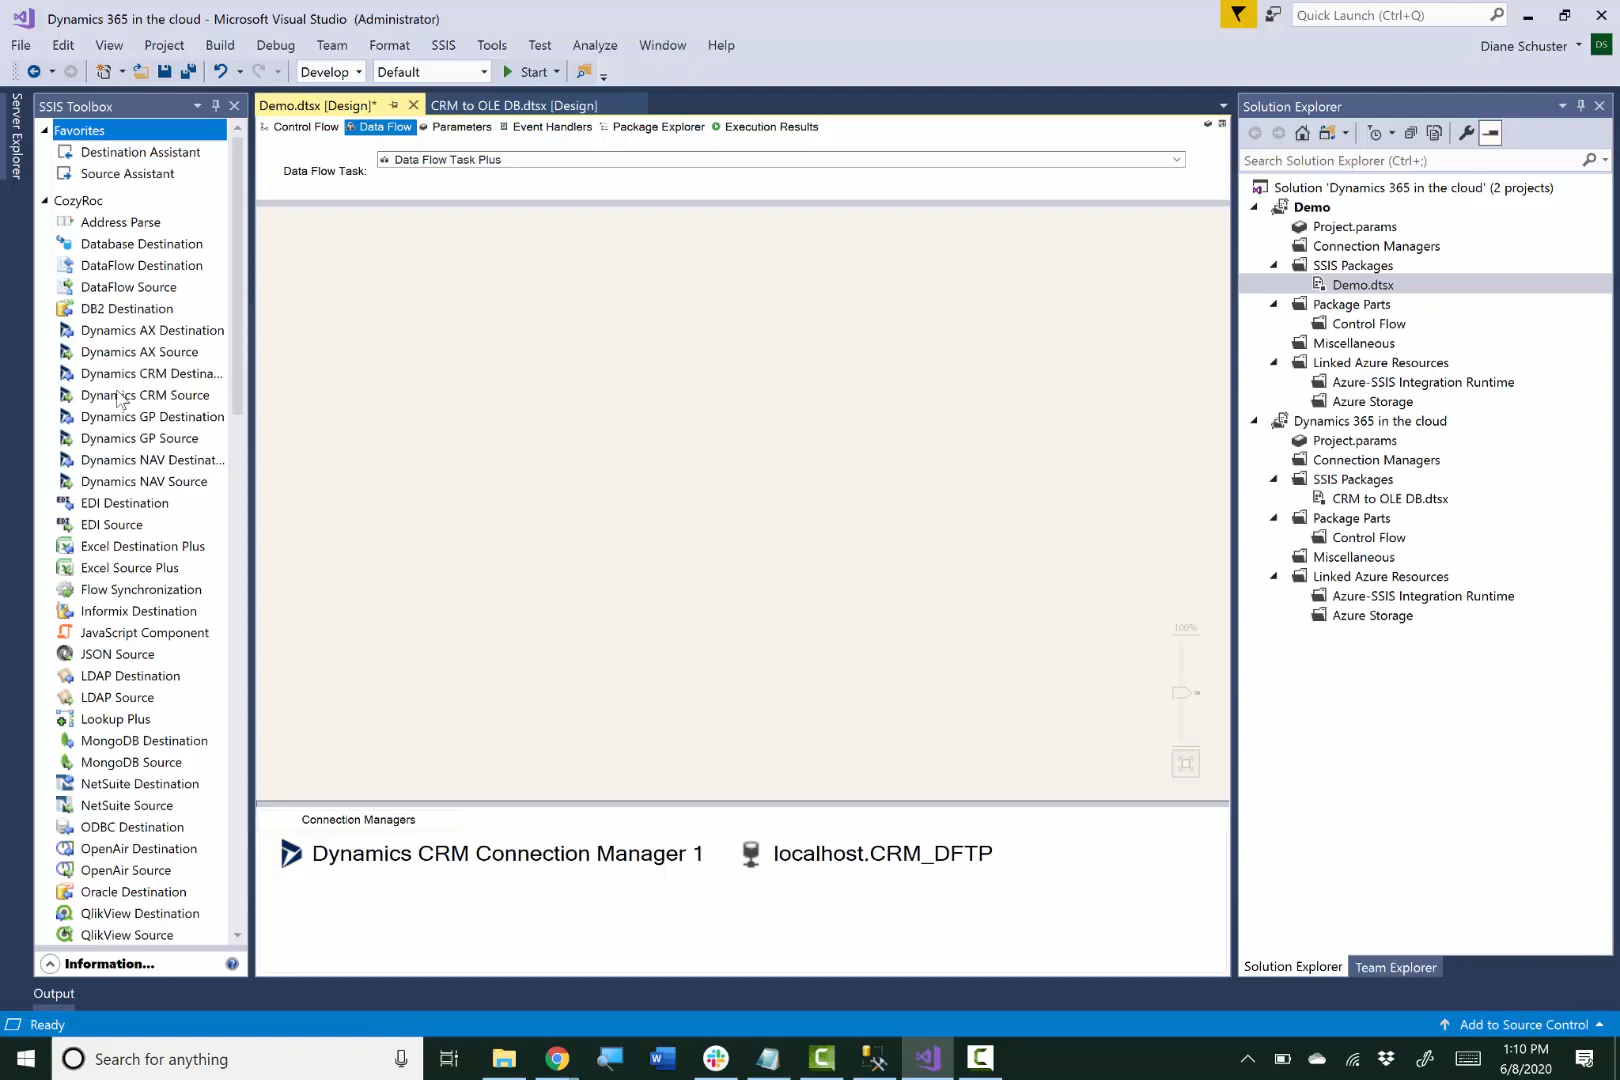 Dynamics 365 in the cloud - Microsoft Visual Studio (Administrator)
Quick Launch (Ctrl+Q)
File Edit View Project Build Debug Team Format SSIS Tools Test Analyze Window Help
Diane Schuster DS
Develop Default Start
Server Explorer
SSIS Toolbox
Favorites
Destination Assistant
Source Assistant
CozyRoc
Address Parse
Database Destination
DataFlow Destination
DataFlow Source
DB2 Destination
Dynamics AX Destination
Dynamics AX Source
Dynamics CRM Destina...
Dynamics CRM Source
Dynamics GP Destination
Dynamics GP Source
Dynamics NAV Destinat...
Dynamics NAV Source
EDI Destination
EDI Source
Excel Destination Plus
Excel Source Plus
Flow Synchronization
Informix Destination
JavaScript Component
JSON Source
LDAP Destination
LDAP Source
Lookup Plus
MongoDB Destination
MongoDB Source
NetSuite Destination
NetSuite Source
ODBC Destination
OpenAir Destination
OpenAir Source
Oracle Destination
QlikView Destination
QlikView Source
Information...
Demo.dtsx [Design]* CRM to OLE DB.dtsx [Design]
Control Flow Data Flow Parameters Event Handlers Package Explorer Execution Results
Data Flow Task: Data Flow Task Plus
100%
Connection Managers
Dynamics CRM Connection Manager 1 localhost.CRM_DFTP
Solution Explorer
Search Solution Explorer (Ctrl+;)
Solution 'Dynamics 365 in the cloud' (2 projects)
Demo
Project.params
Connection Managers
SSIS Packages
Demo.dtsx
Package Parts
Control Flow
Miscellaneous
Linked Azure Resources
Azure-SSIS Integration Runtime
Azure Storage
Dynamics 365 in the cloud
Project.params
Connection Managers
SSIS Packages
CRM to OLE DB.dtsx
Package Parts
Control Flow
Miscellaneous
Linked Azure Resources
Azure-SSIS Integration Runtime
Azure Storage
Solution Explorer Team Explorer
Output
Ready
Add to Source Control
Search for anything
1:10 PM
6/8/2020